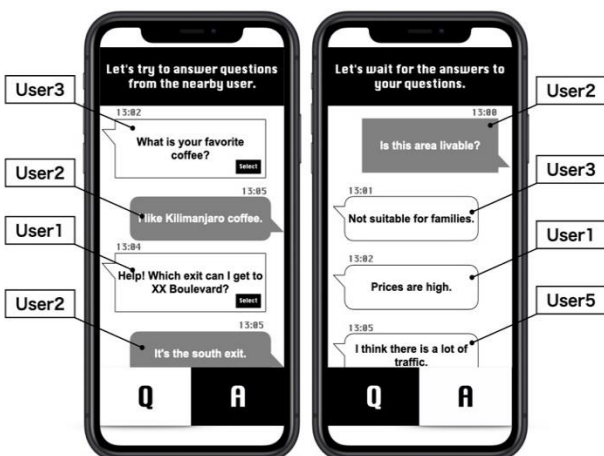 Let's try to answer questions
from the nearby user.
User3
13:02
What is your favorite
coffee?
Select
User2
13:05
I like Kilimanjaro coffee.
User1
13:04
Help! Which exit can I get to
XX Boulevard?
Select
User2
13:05
It's the south exit.
Q
A
Let's wait for the answers to
your questions.
User2
13:00
Is this area livable?
User3
13:01
Not suitable for families.
User1
13:02
Prices are high.
User5
13:05
I think there is a lot of
traffic.
Q
A